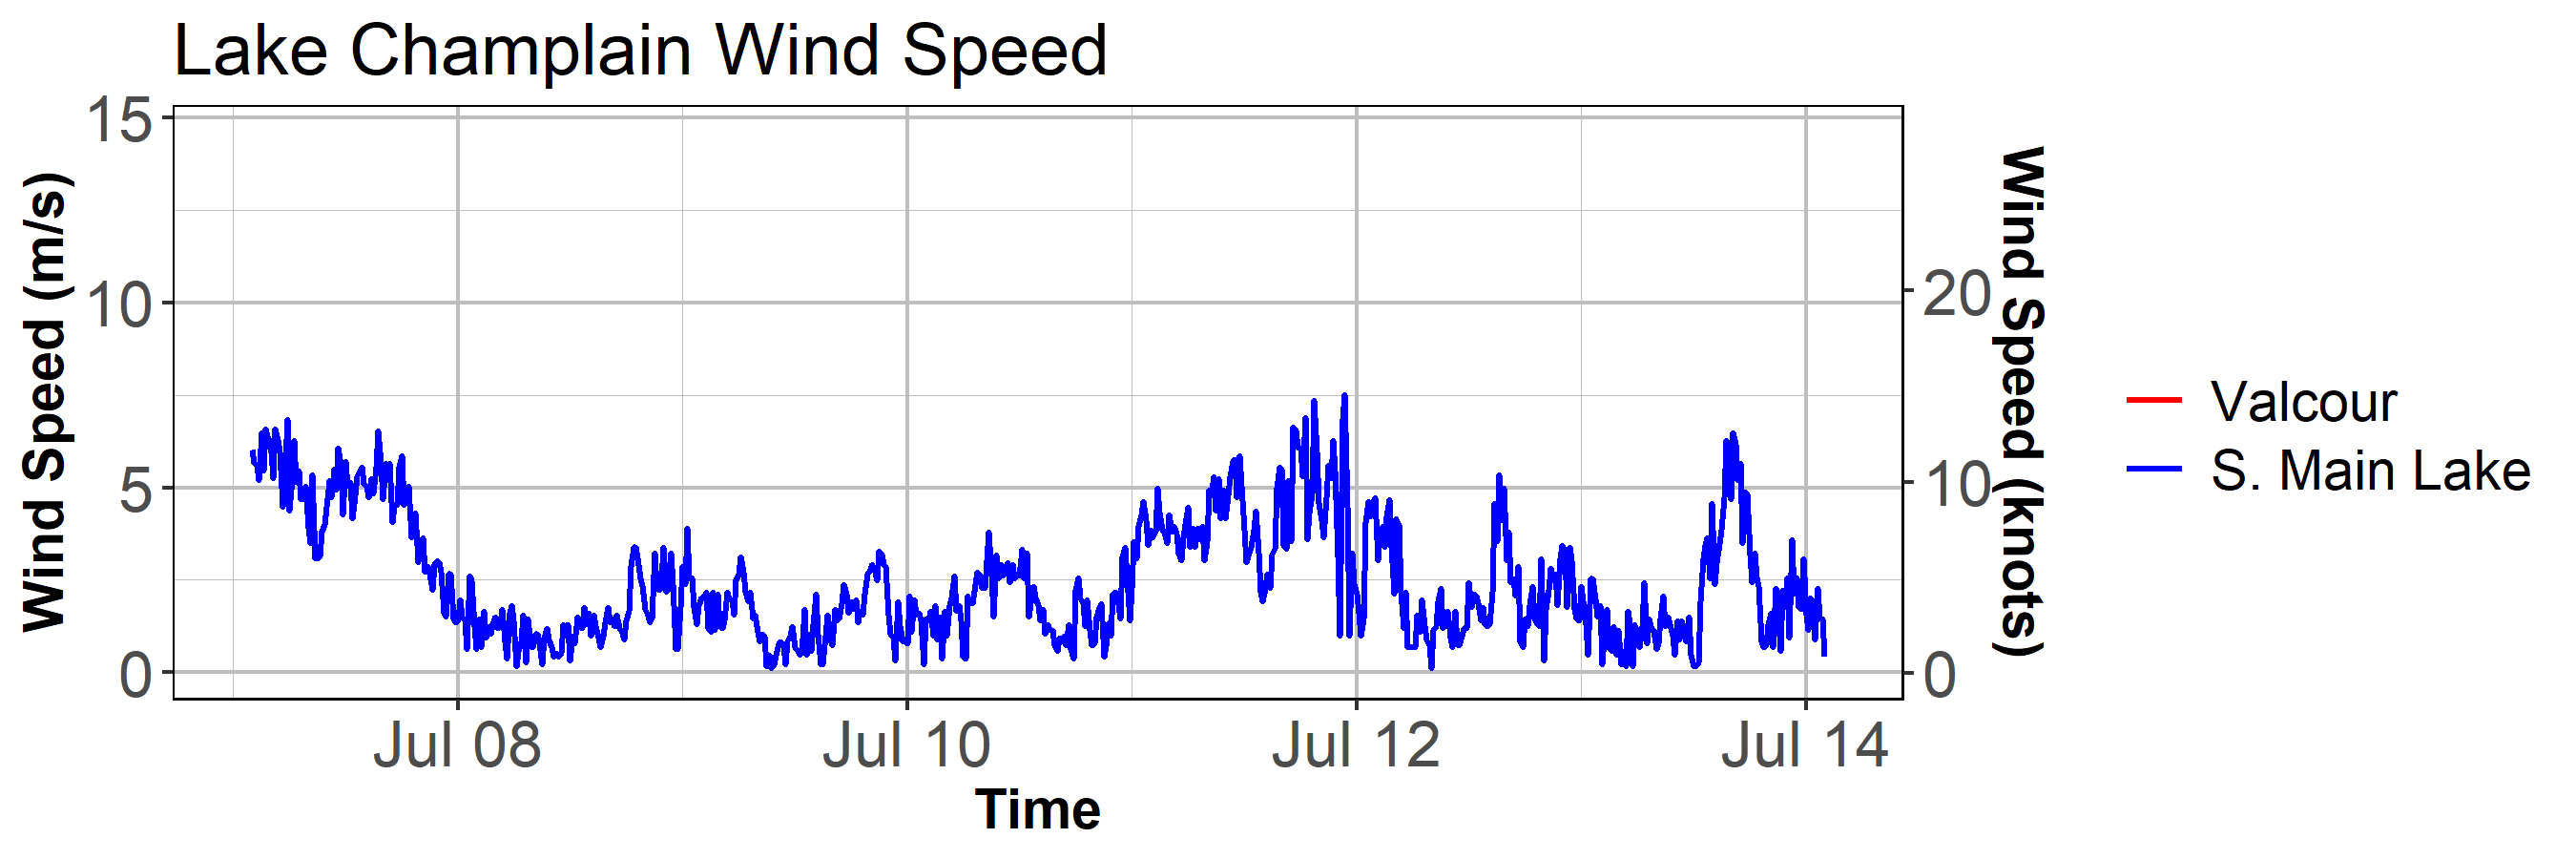 Lake Champlain Wind Speed
Wind Speed (m/s)
15
10
5
0
20
10
0
Wind Speed (knots)
Jul 08
Jul 10
Jul 12
Jul 14
Time
Valcour
S. Main Lake